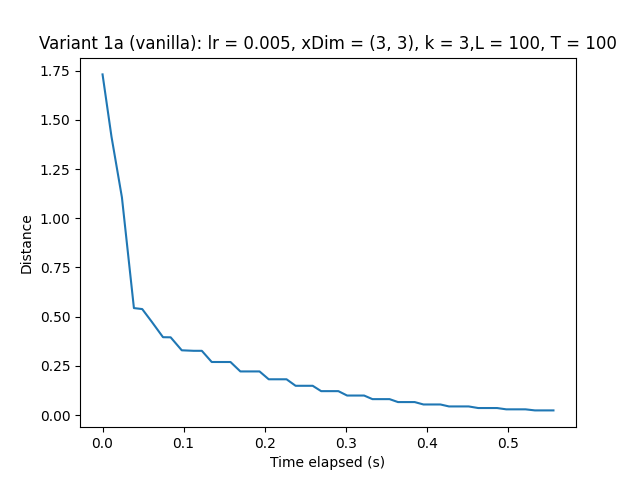 Variant 1a (vanilla): lr = 0.005, xDim = (3, 3), k = 3,L = 100, T = 100
1.75
1.50
1.25
1.00
0.75
0.50
0.25
0.00
Distance
0.0 0.1 0.2 0.3 0.4 0.5
Time elapsed (s)